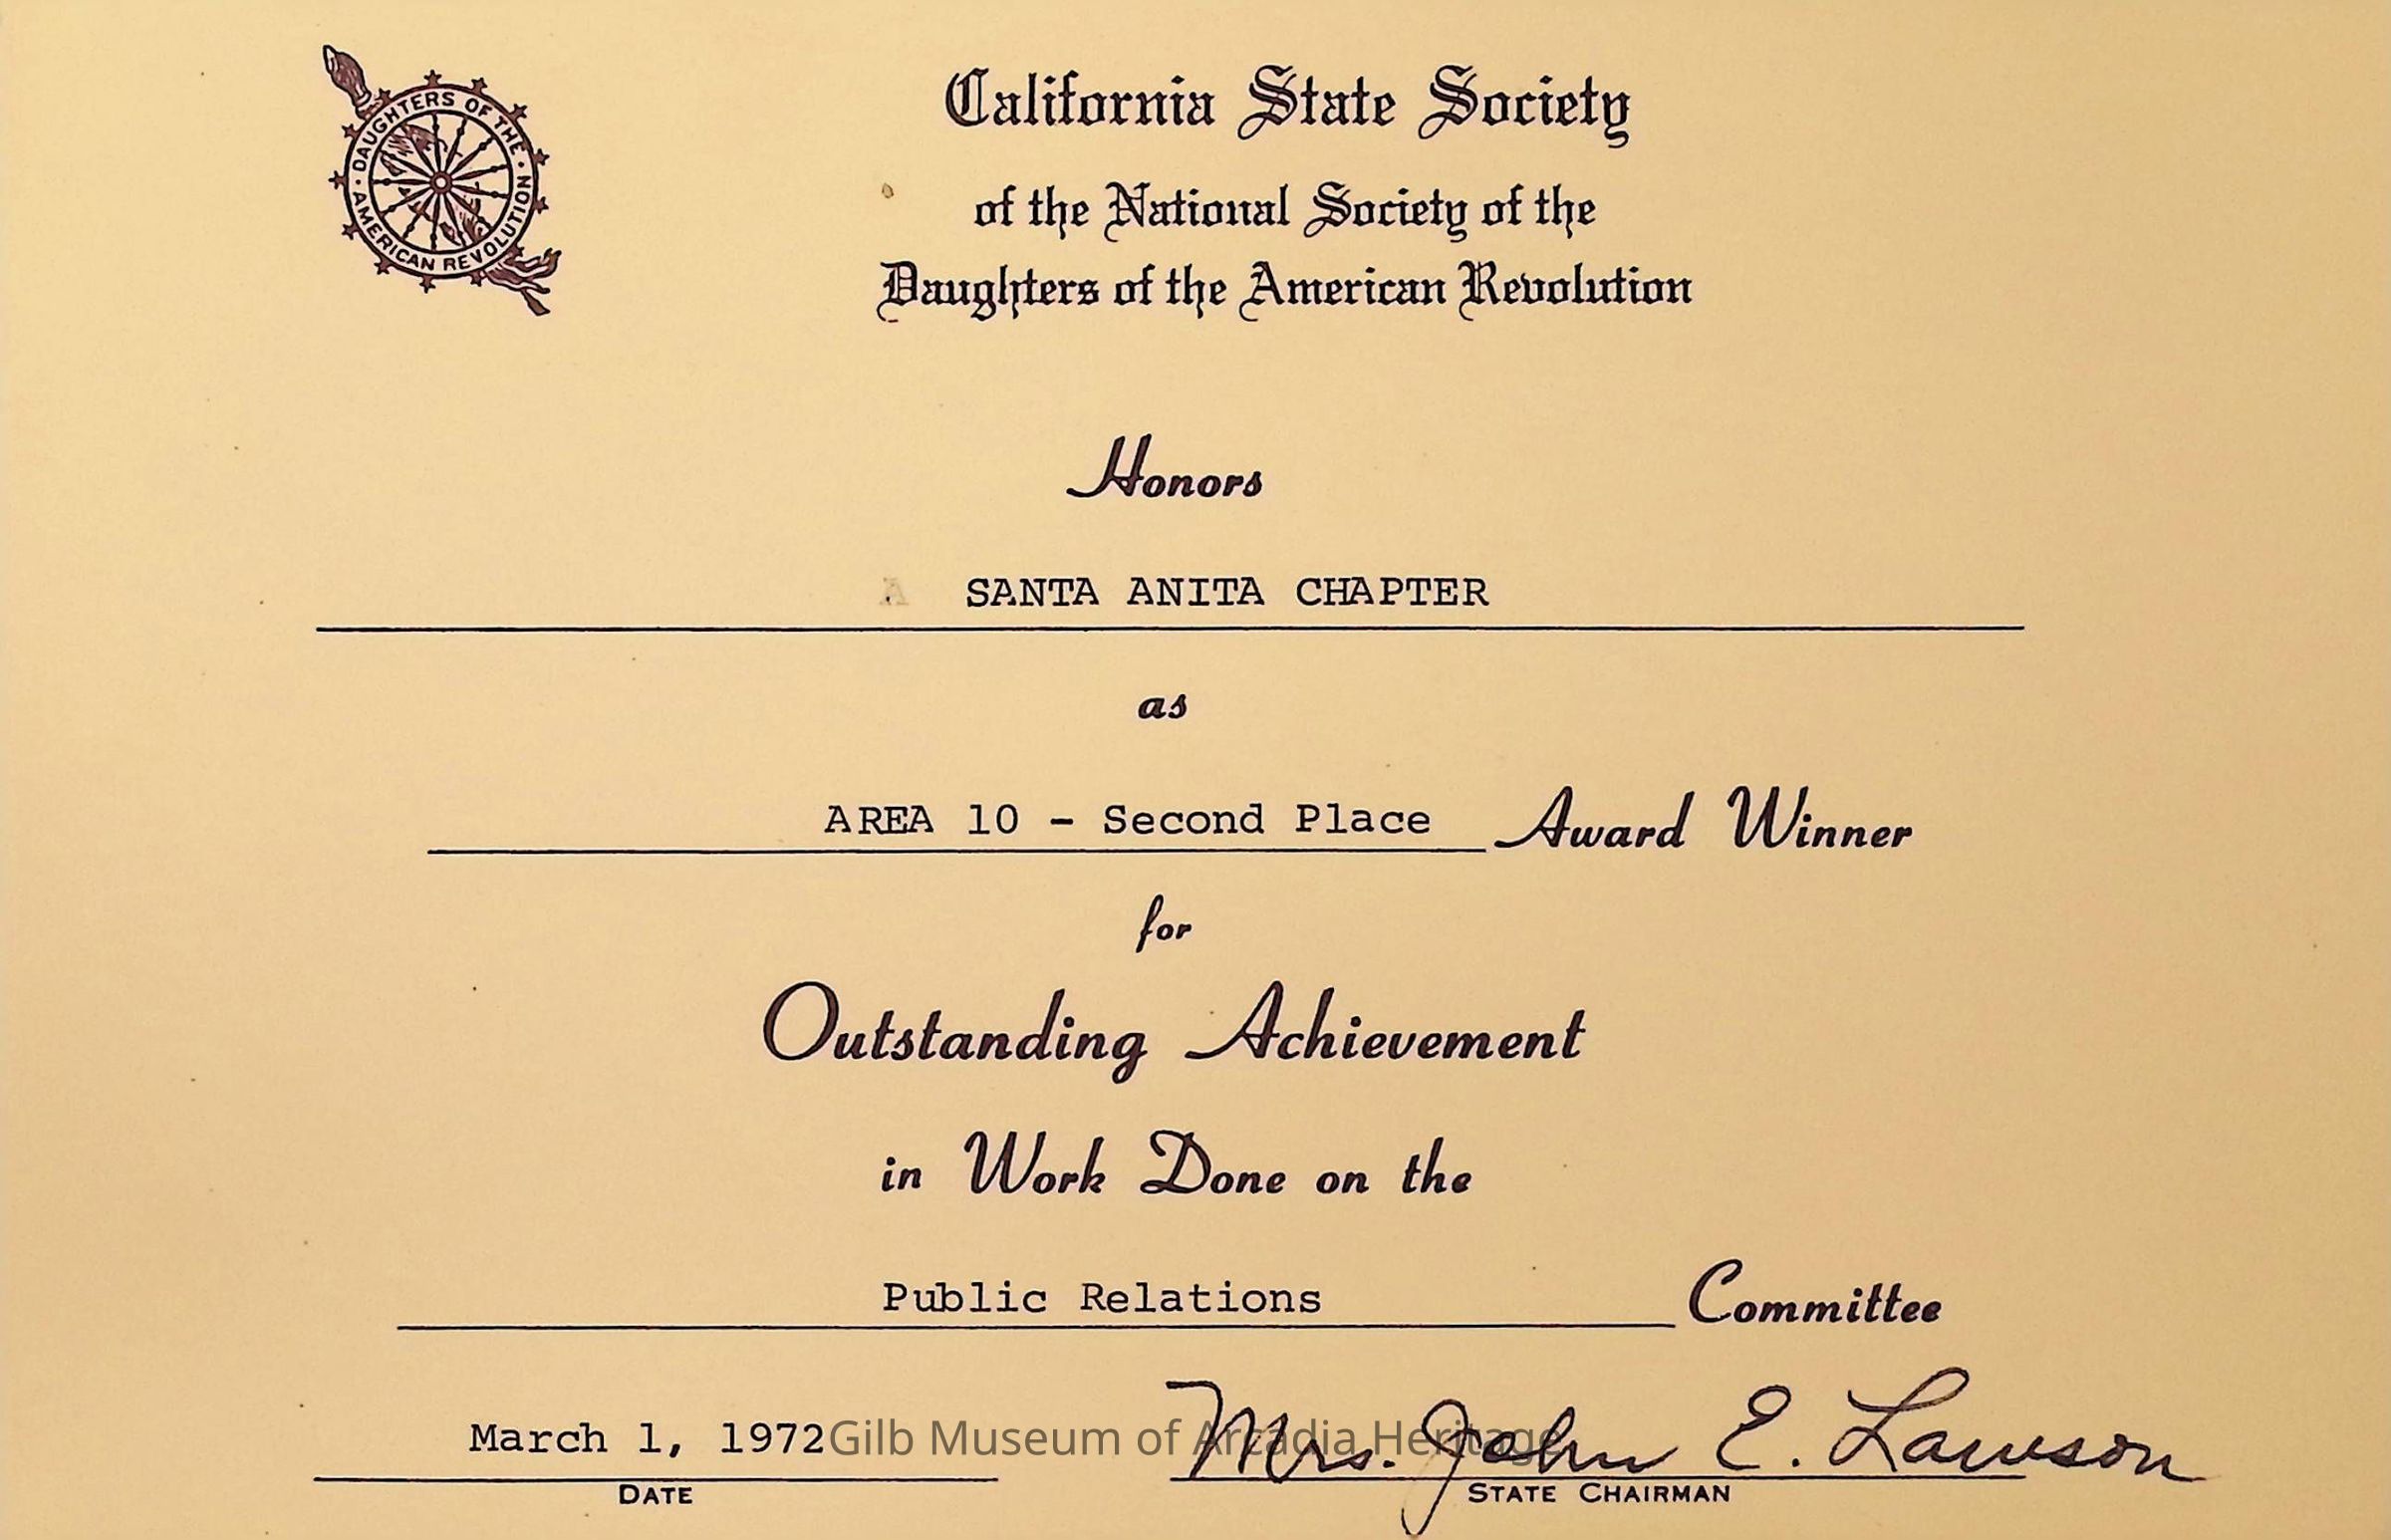 DAUGHTERS OF THE
AMERICAN REVOLUTION
California State Society
of the National Society of the
Daughters of the American Revolution
Honors
SANTA ANITA CHAPTER
as
AREA 10 - Second Place Award Winner
for
Outstanding Achievement
in Work Done on the
Public Relations Committee
March 1, 1972 Mrs. John E. Lawson
Gilb Museum of Arcadia Heritage
DATE STATE CHAIRMAN